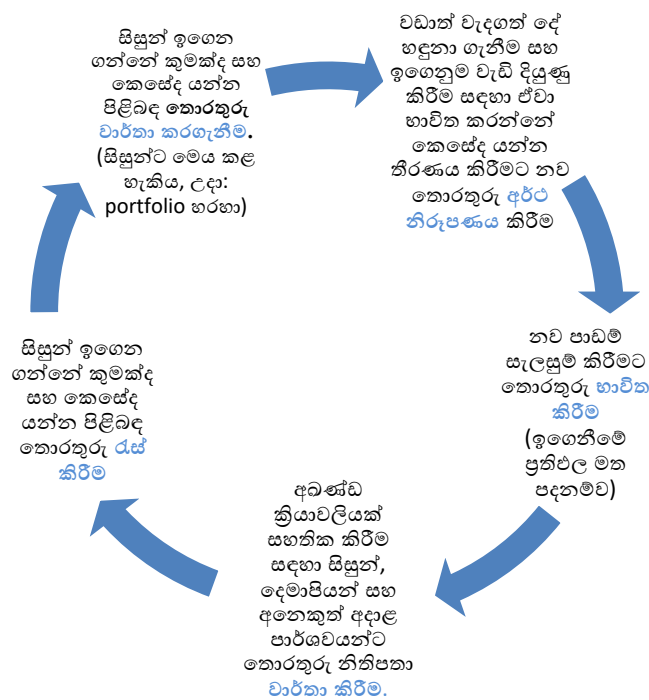 සිසුන් ඉගෙන
ගන්නේ කුමක්ද සහ
කෙසේද යන්න
පිළිබඳ තොරතුරු
වාර්තා කරගැනීම.
(සිසුන්ට මෙය කළ
හැකිය, උදා:
portfolio හරහා)
වඩාත් වැදගත් දේ
හඳුනා ගැනීම සහ
ඉගෙනුම වැඩි දියුණු
කිරීම සඳහා ඒවා
භාවිත කරන්නේ
කෙසේද යන්න
තීරණය කිරීමට නව
තොරතුරු අර්ථ
නිරූපණය කිරීම
නව පාඩම්
සැලසුම් කිරීමට
තොරතුරු භාවිත
කිරීම
(ඉගෙනීමේ
ප්‍රතිඵල මත
පදනම්ව)
අඛණ්ඩ
ක්‍රියාවලියක්
සහතික කිරීම
සඳහා සිසුන්,
දෙමාපියන් සහ
අනෙකුත් අදාළ
පාර්ශවයන්ට
තොරතුරු නිතිපතා
වාර්තා කිරීම.
සිසුන් ඉගෙන
ගන්නේ කුමක්ද
සහ කෙසේද
යන්න පිළිබඳ
තොරතුරු රැස්
කිරීම